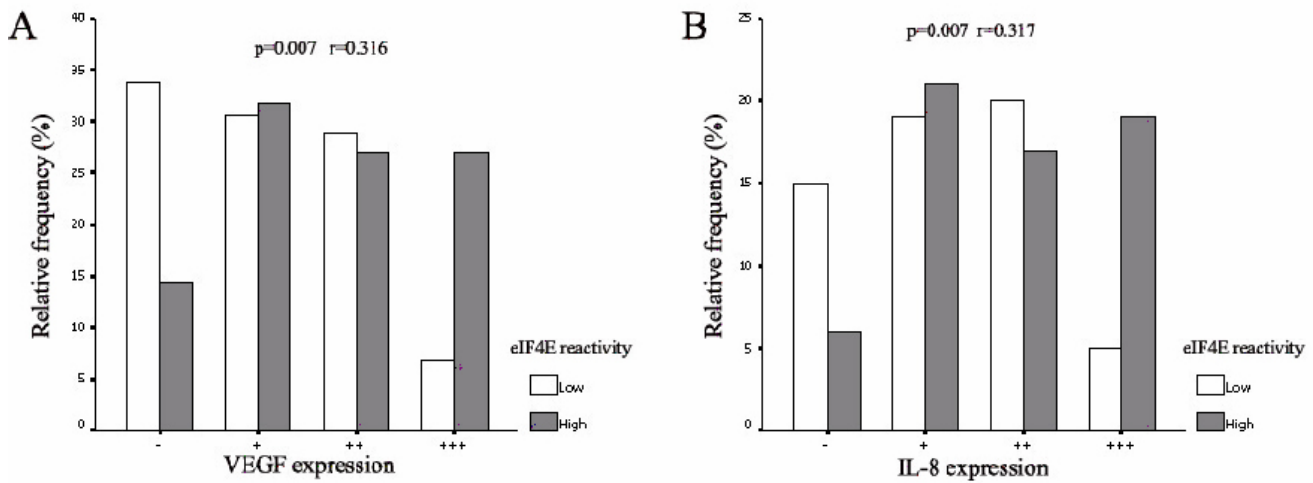 A
p=0.007 r=0.316
Relative frequency (%)
40
35
30
25
20
15
10
5
0
- + ++ +++
VEGF expression
eIF4E reactivity
Low
High
B
p=0.007 r=0.317
Relative frequency (%)
25
20
15
10
5
0
- + ++ +++
IL-8 expression
eIF4E reactivity
Low
High